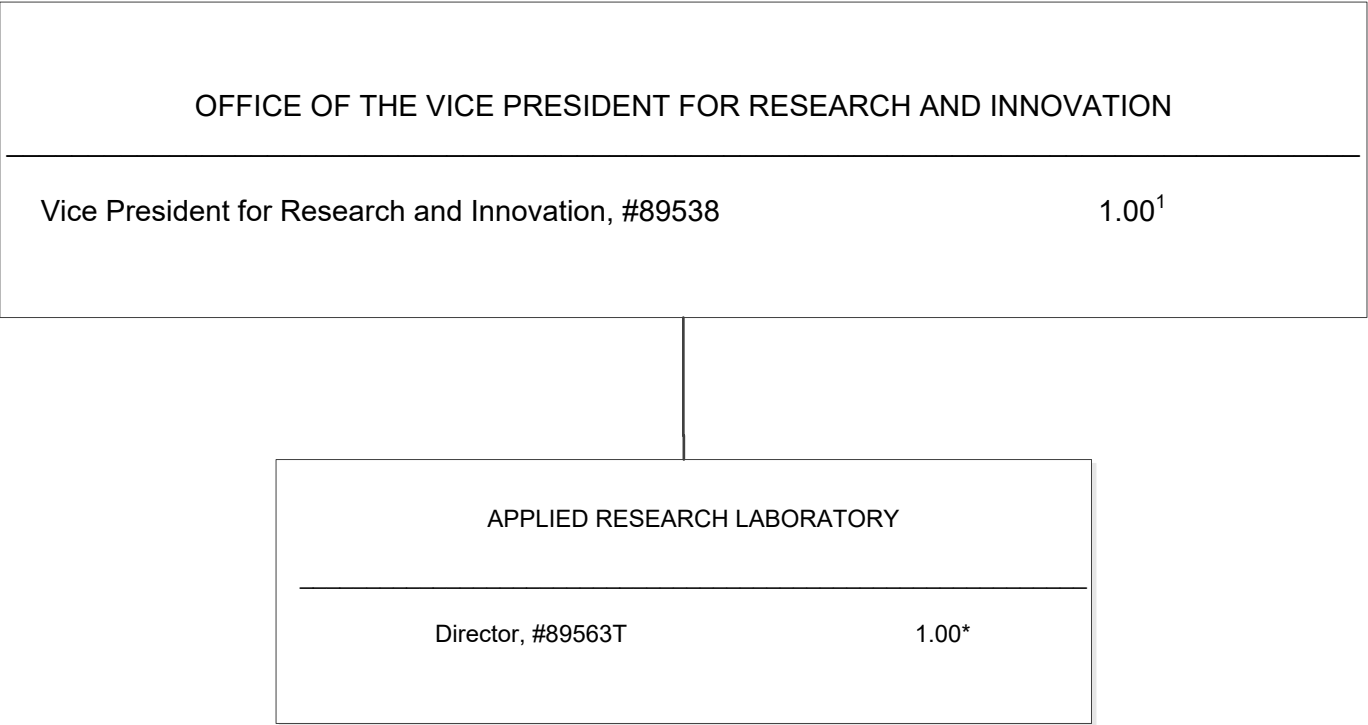 OFFICE OF THE VICE PRESIDENT FOR RESEARCH AND INNOVATION
Vice President for Research and Innovation, #89538 1.00¹
APPLIED RESEARCH LABORATORY
Director, #89563T 1.00*